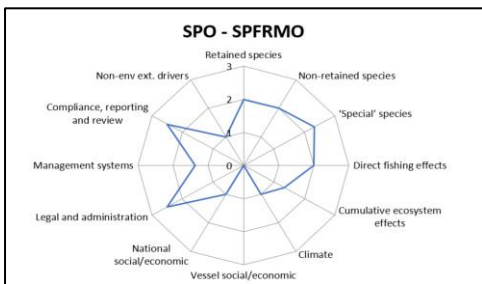 SPO - SPFRMO
Retained species
Non-retained species
'Special' species
Direct fishing effects
Cumulative ecosystem
effects
Climate
Vessel social/economic
National
social/economic
Legal and administration
Management systems
Compliance, reporting
and review
Non-env ext. drivers
3
2
1
0